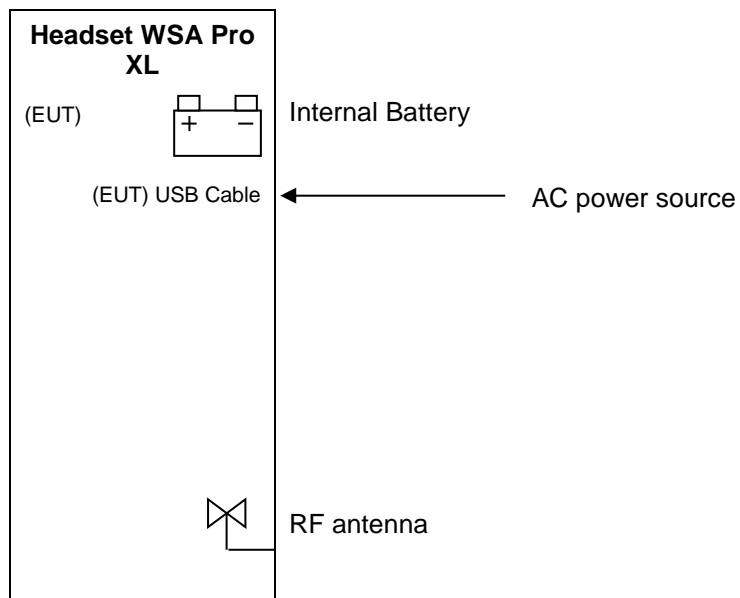 Headset WSA Pro
XL
(EUT)
+ −
Internal Battery
(EUT) USB Cable
AC power source
RF antenna